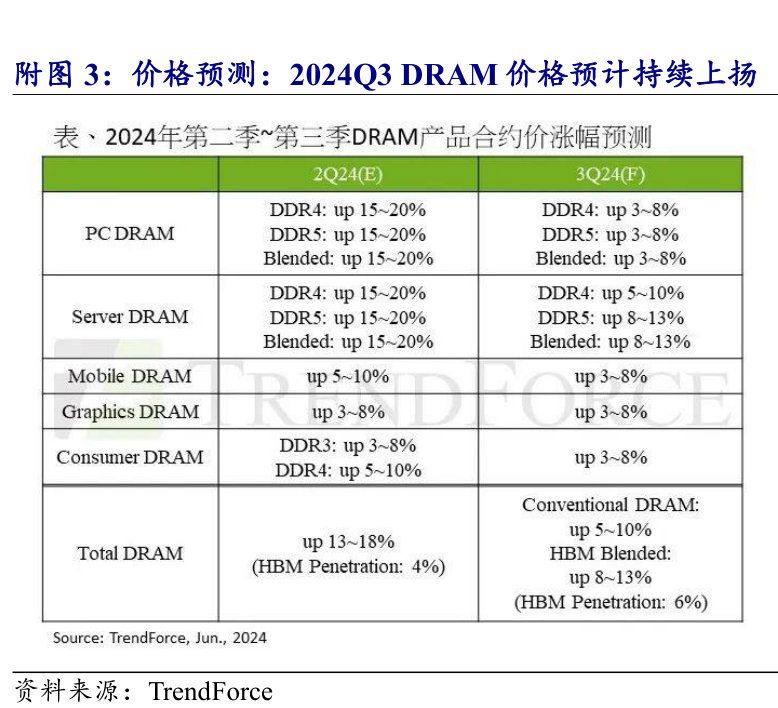 附图 3：价格预测：2024Q3 DRAM 价格预计持续上扬
表、2024年第二季~第三季DRAM产品合约价涨幅预测
2Q24(E) 3Q24(F)
PC DRAM
DDR4: up 15~20%
DDR5: up 15~20%
Blended: up 15~20%
DDR4: up 3~8%
DDR5: up 3~8%
Blended: up 3~8%
Server DRAM
DDR4: up 15~20%
DDR5: up 15~20%
Blended: up 15~20%
DDR4: up 5~10%
DDR5: up 8~13%
Blended: up 8~13%
Mobile DRAM up 5~10% up 3~8%
Graphics DRAM up 3~8% up 3~8%
Consumer DRAM
DDR3: up 3~8%
DDR4: up 5~10%
up 3~8%
Total DRAM
up 13~18%
(HBM Penetration: 4%)
Conventional DRAM:
up 5~10%
HBM Blended:
up 8~13%
(HBM Penetration: 6%)
TRENDFORCE
Source: TrendForce, Jun., 2024
资料来源：TrendForce